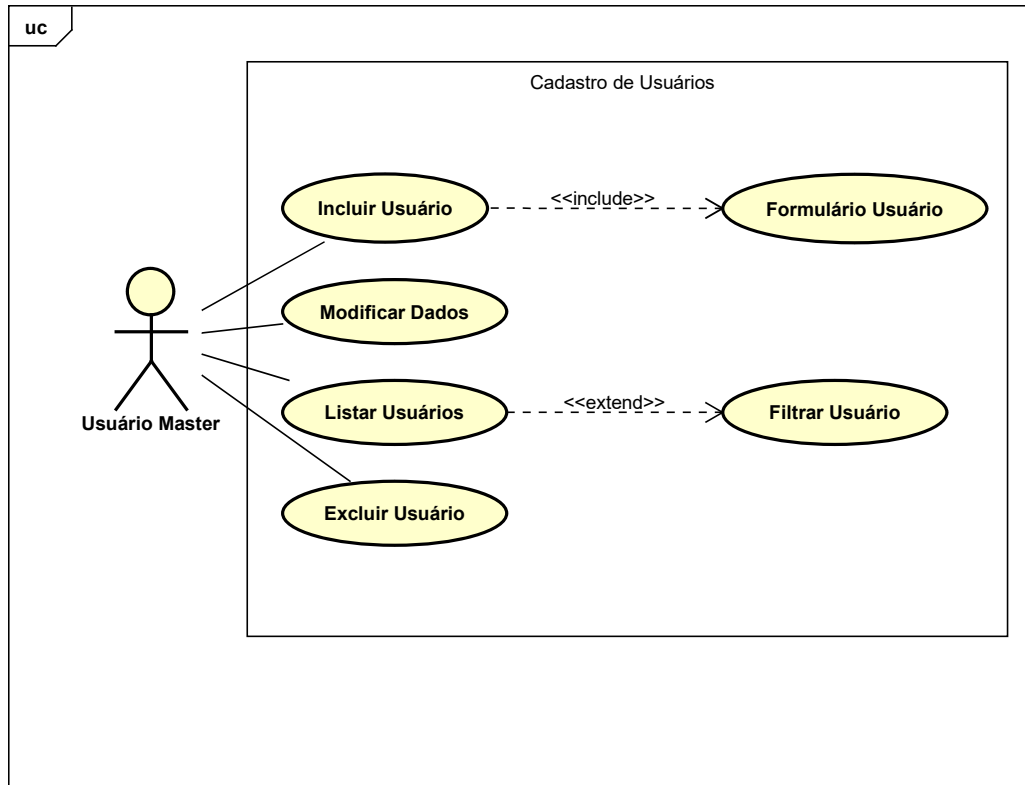 uc
Cadastro de Usuários
Incluir Usuário
<<include>>
Formulário Usuário
Modificar Dados
Usuário Master
Listar Usuários
<<extend>>
Filtrar Usuário
Excluir Usuário